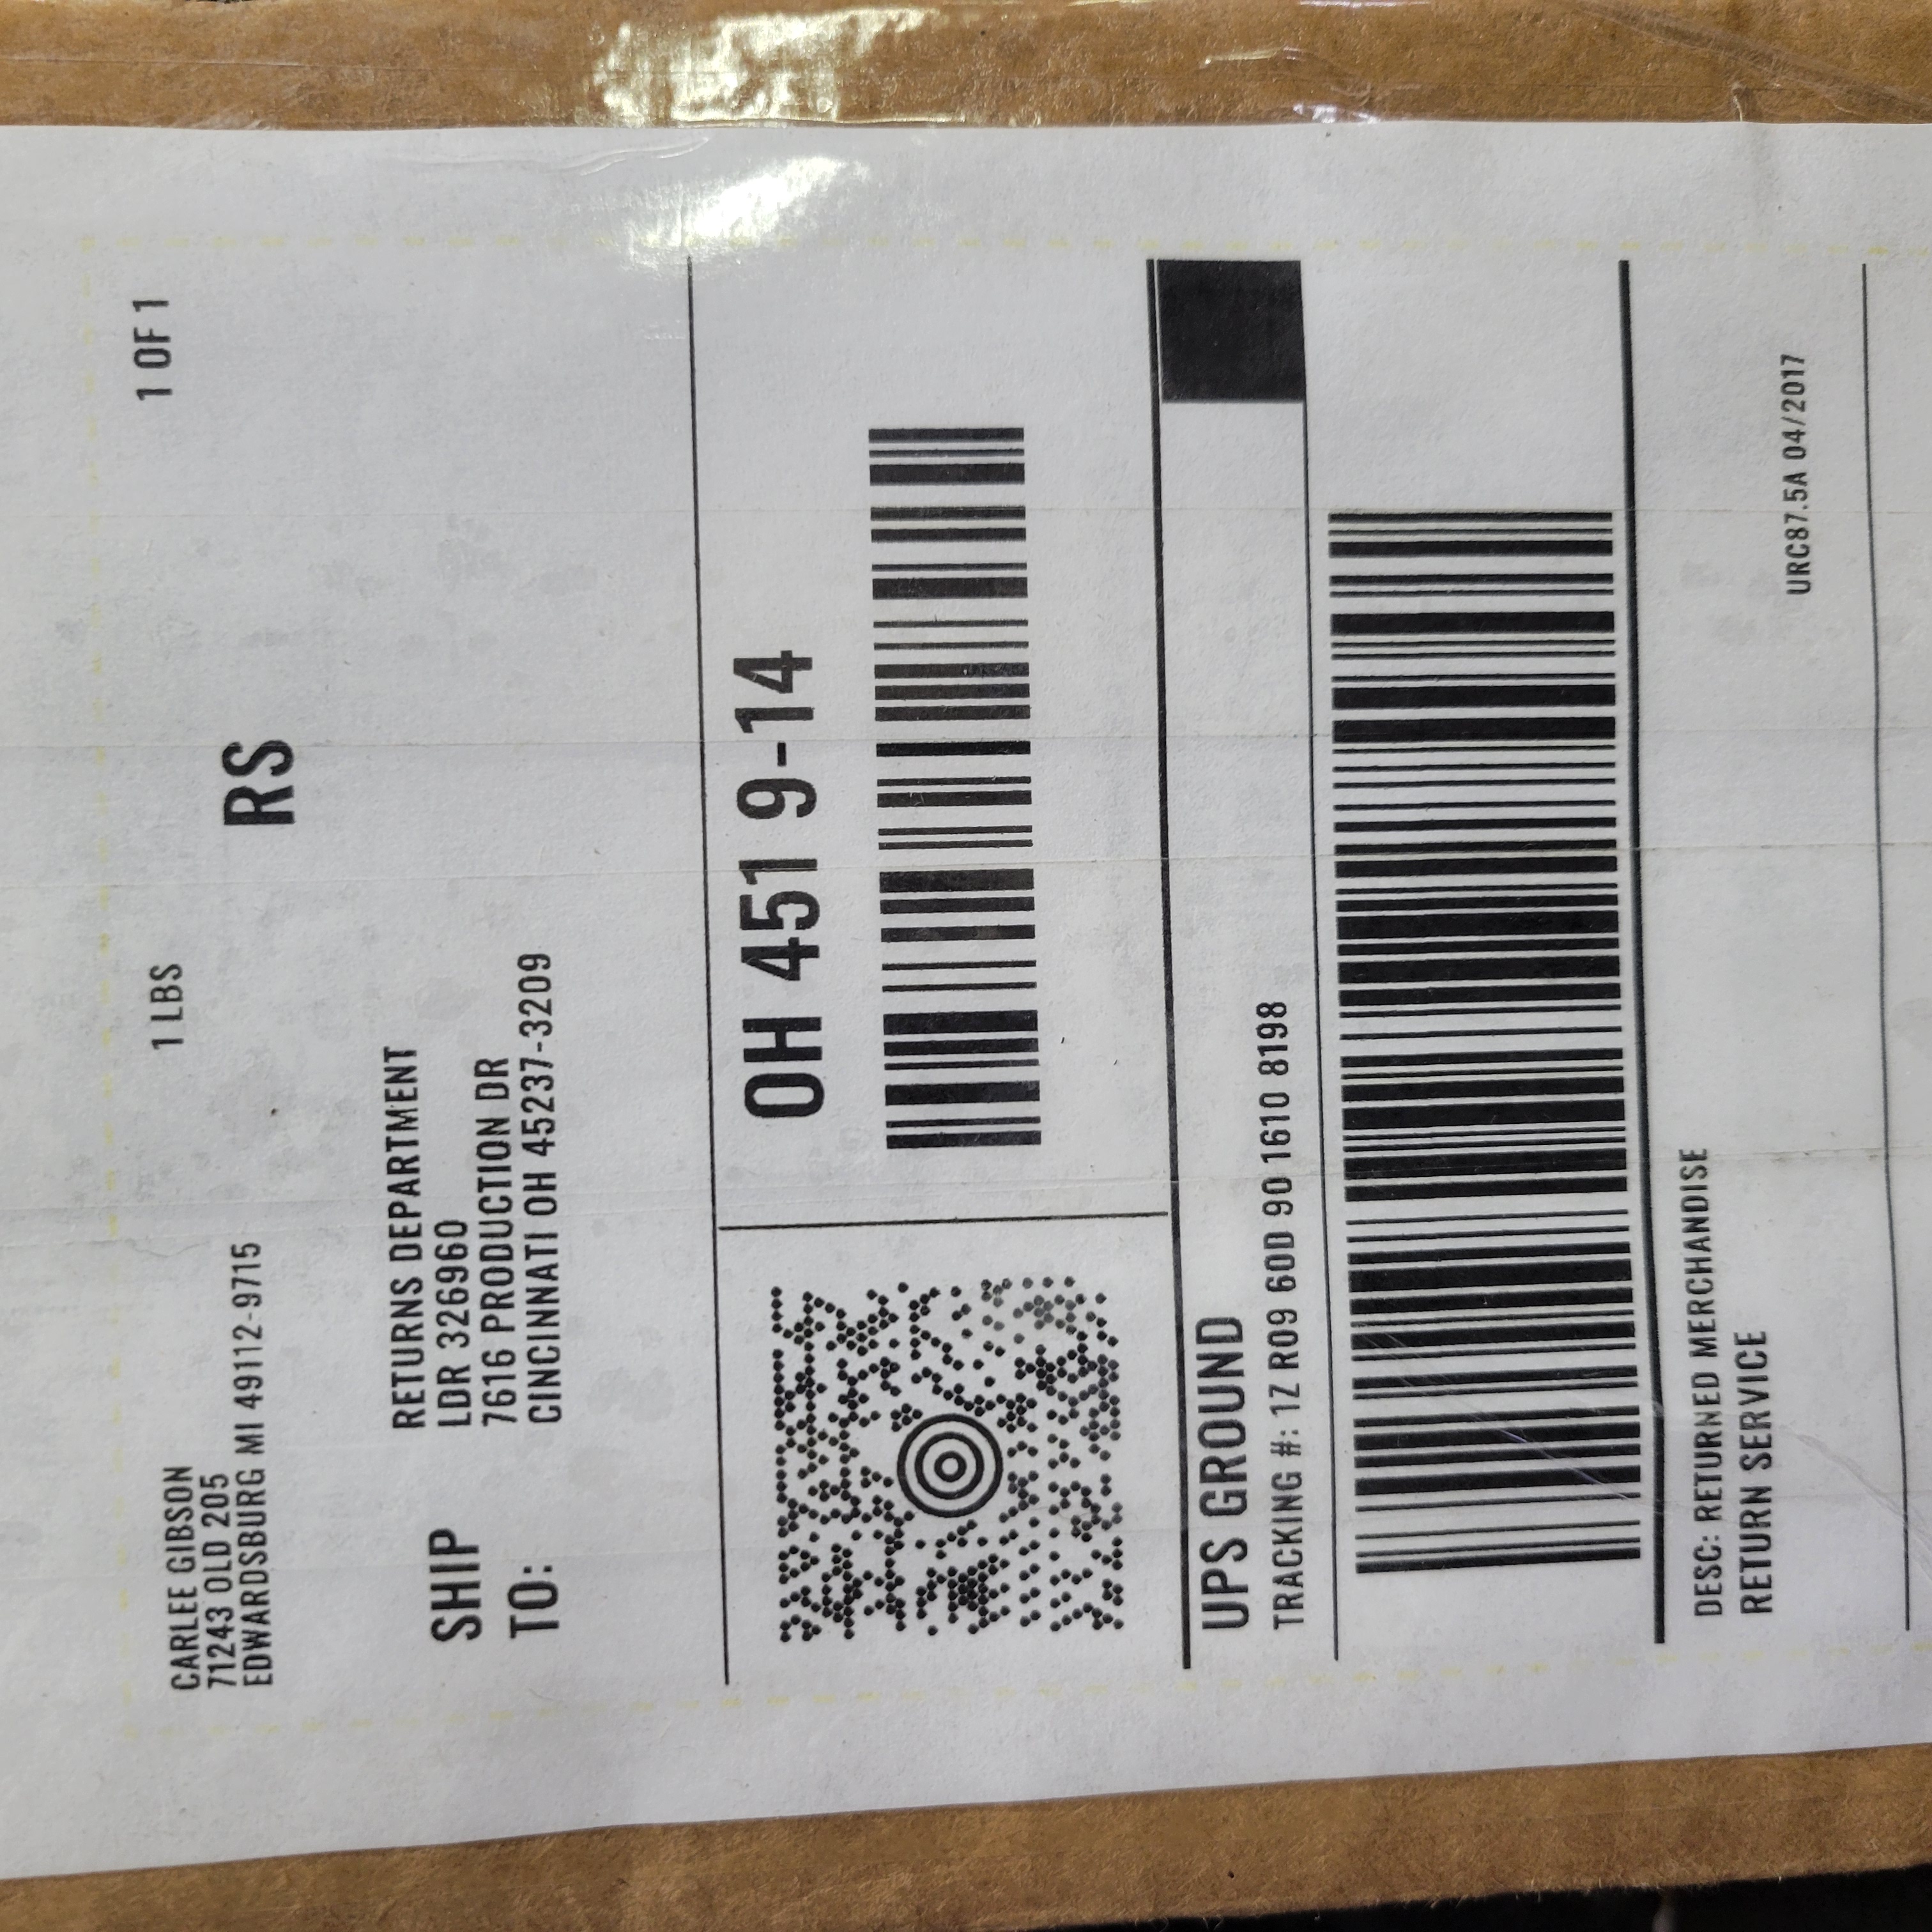 CARLEE GIBSON
71243 OLD 205
EDWARDSBURG MI 49112-9715
1 LBS
1 OF 1
RS
SHIP
TO:
RETURNS DEPARTMENT
LDR 326960
7616 PRODUCTION DR
CINCINNATI OH 45237-3209
OH 451 9-14
UPS GROUND
TRACKING #: 1Z R09 60D 90 1610 8198
DESC: RETURNED MERCHANDISE
RETURN SERVICE
URC87.5A 04/2017